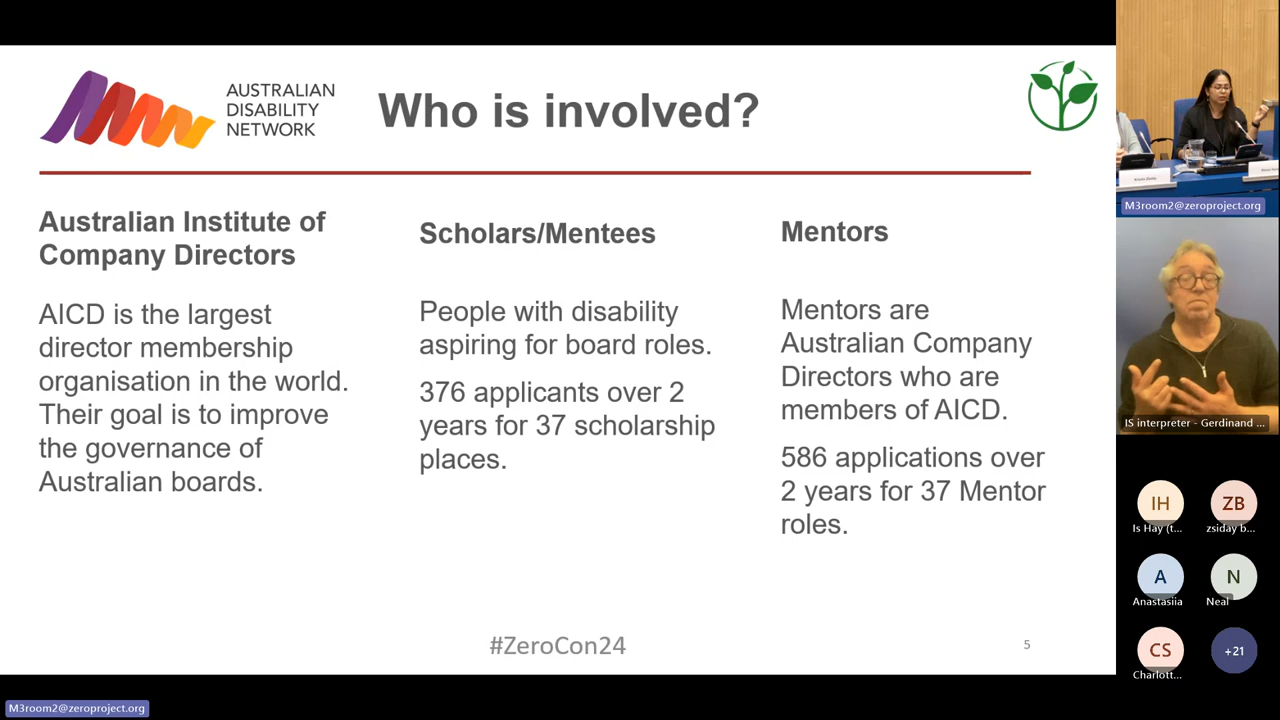 AUSTRALIAN
DISABILITY
NETWORK
Who is involved?
Australian Institute of
Company Directors
AICD is the largest
director membership
organisation in the world.
Their goal is to improve
the governance of
Australian boards.
Scholars/Mentees
People with disability
aspiring for board roles.
376 applicants over 2
years for 37 scholarship
places.
Mentors
Mentors are
Australian Company
Directors who are
members of AICD.
586 applications over
2 years for 37 Mentor
roles.
#ZeroCon24
5
M3room2@zeroproject.org
M3room2@zeroproject.org
IS interpreter - Gerdinand ...
IH
Is Hay (t...
ZB
zsiday b...
A
Anastasiia
N
Neal
CS
Charlott...
+21